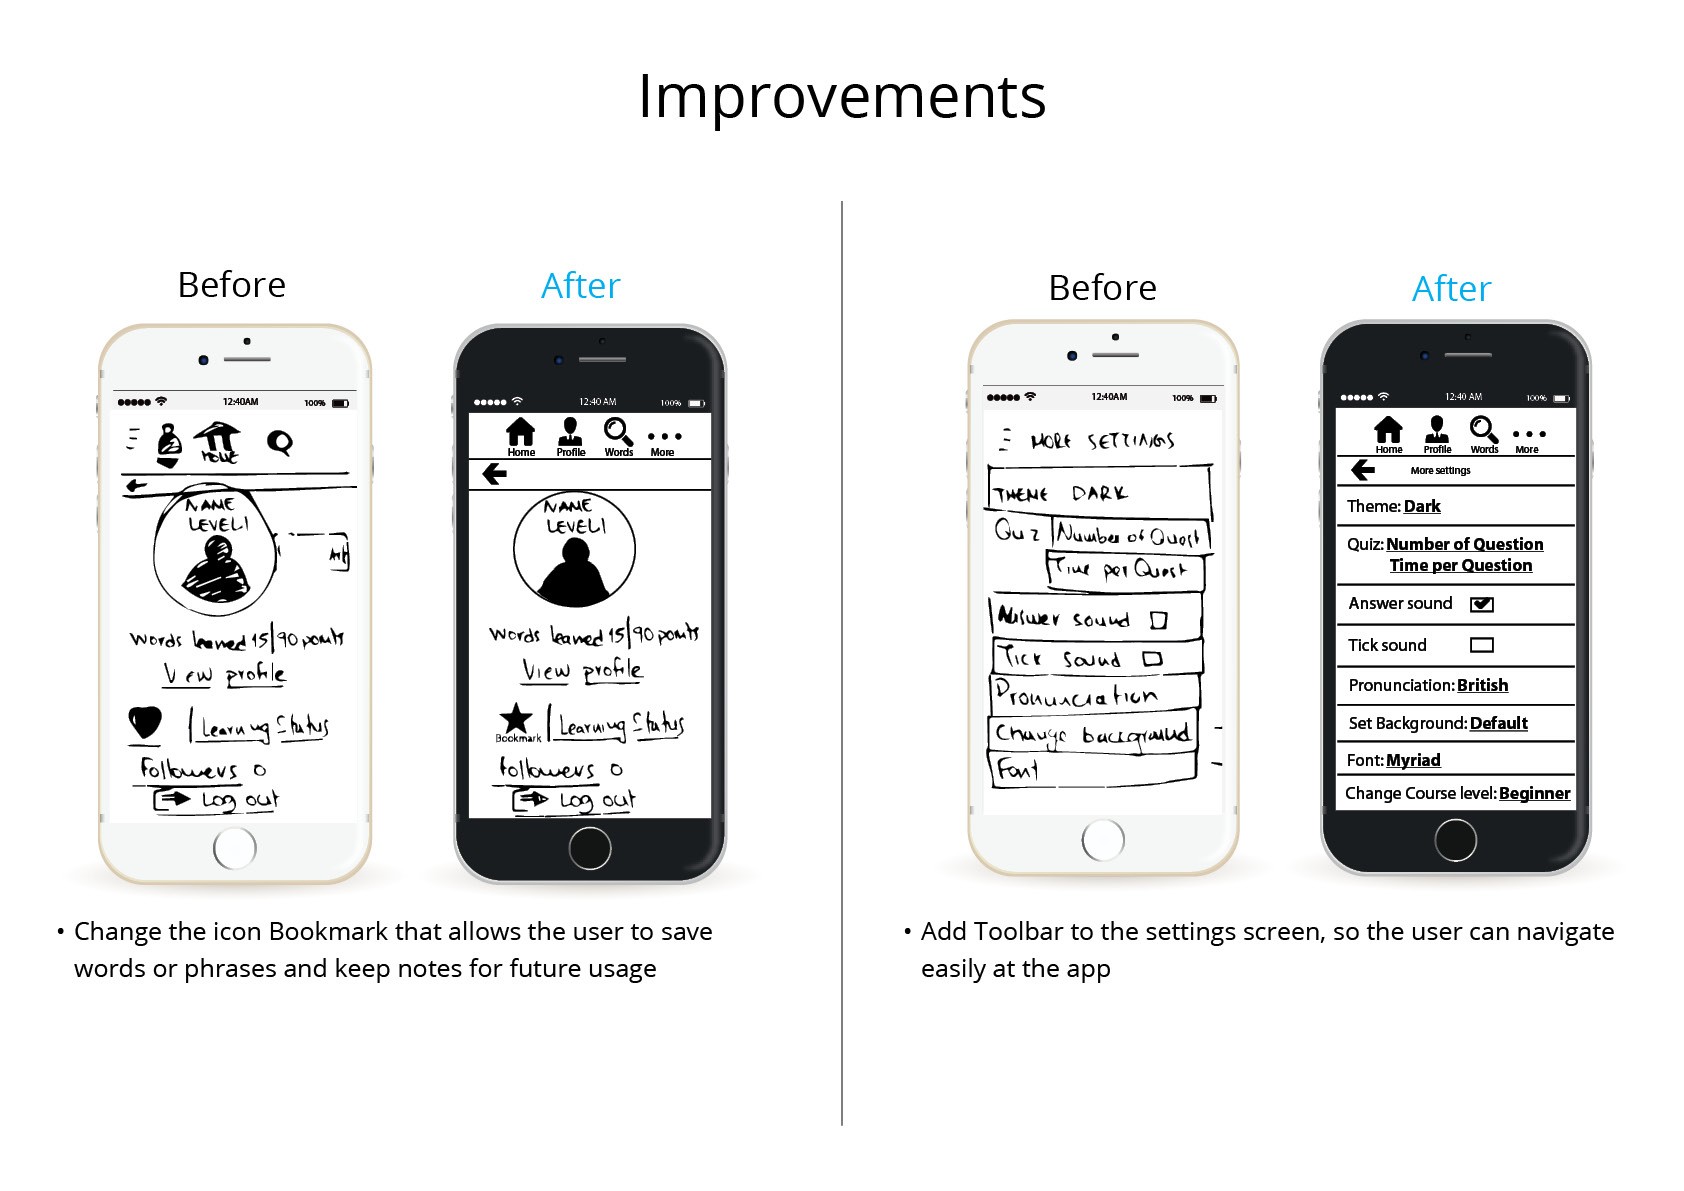 Improvements
Before
12:40AM
100%
HOME
NAME
LEVEL1
Words learned 15/90 points
View profile
Learning Status
Followers 0
Log out
After
12:40 AM
100%
Home Profile Words More
NAME
LEVEL1
Words learned 15/90 points
View profile
Bookmark
Learning Status
Followers 0
Log out
• Change the icon Bookmark that allows the user to save
words or phrases and keep notes for future usage
Before
12:40AM
100%
MORE SETTINGS
THEME DARK
Quiz Number of Quest
Time per Quest
Answer sound
Tick sound
Pronunciation
Change background
Font
After
12:40 AM
100%
Home Profile Words More
More settings
Theme: Dark
Quiz: Number of Question
Time per Question
Answer sound
Tick sound
Pronunciation: British
Set Background: Default
Font: Myriad
Change Course level: Beginner
• Add Toolbar to the settings screen, so the user can navigate
easily at the app